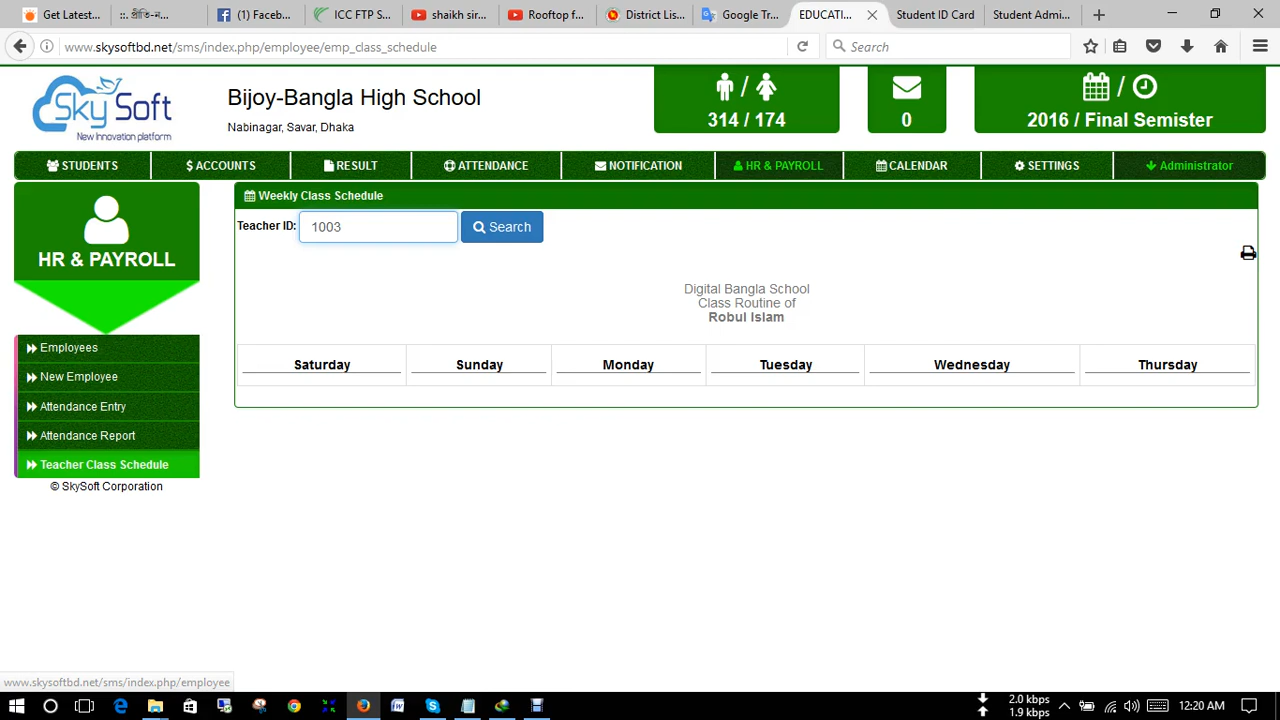 Get Latest...
(1) Faceb...
ICC FTP S...
shaikh sir...
Rooftop f...
District Lis...
Google Tr...
EDUCATI...
Student ID Card
Student Admi...
www.skysoftbd.net/sms/index.php/employee/emp_class_schedule
Search
Sky Soft
New Innovation platform
Bijoy-Bangla High School
Nabinagar, Savar, Dhaka
/
314 / 174
0
/
2016 / Final Semister
STUDENTS
$ ACCOUNTS
RESULT
ATTENDANCE
NOTIFICATION
HR & PAYROLL
CALENDAR
SETTINGS
Administrator
HR & PAYROLL
Employees
New Employee
Attendance Entry
Attendance Report
Teacher Class Schedule
© SkySoft Corporation
Weekly Class Schedule
Teacher ID:
1003
Search
Digital Bangla School
Class Routine of
Robul Islam
Saturday
Sunday
Monday
Tuesday
Wednesday
Thursday
www.skysoftbd.net/sms/index.php/employee
2.0 kbps
1.9 kbps
12:20 AM